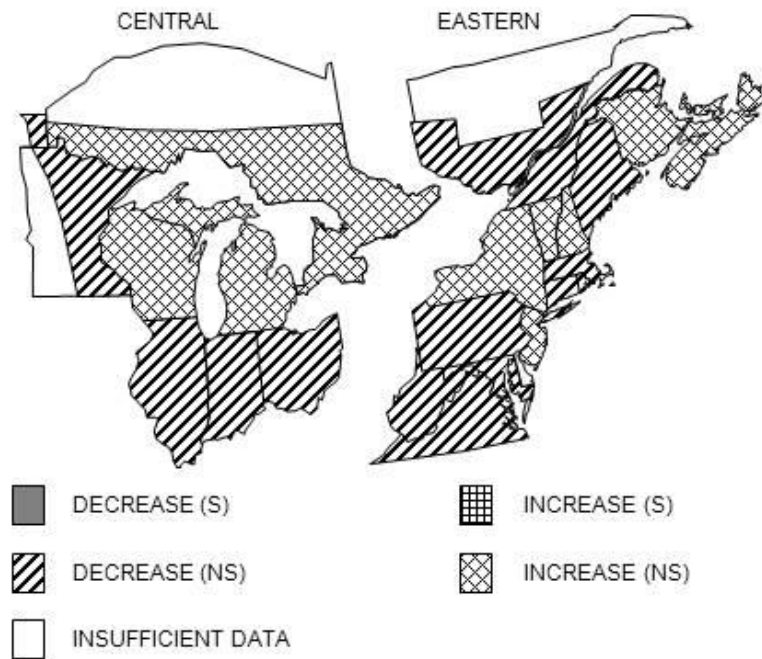 CENTRAL
EASTERN
DECREASE (S)
INCREASE (S)
DECREASE (NS)
INCREASE (NS)
INSUFFICIENT DATA